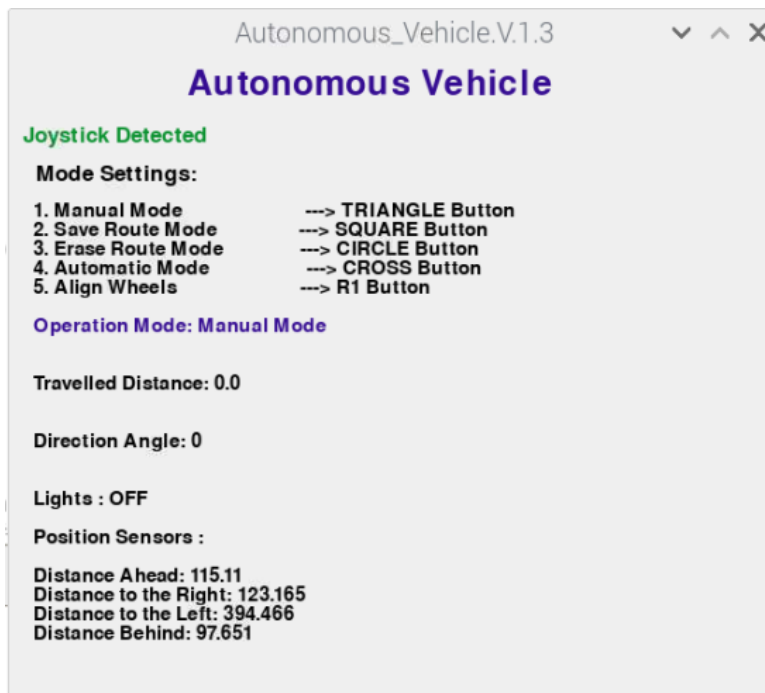 Autonomous_Vehicle.V.1.3
Autonomous Vehicle
Joystick Detected
Mode Settings:
1. Manual Mode ---> TRIANGLE Button
2. Save Route Mode ---> SQUARE Button
3. Erase Route Mode ---> CIRCLE Button
4. Automatic Mode ---> CROSS Button
5. Align Wheels ---> R1 Button
Operation Mode: Manual Mode
Travelled Distance: 0.0
Direction Angle: 0
Lights : OFF
Position Sensors :
Distance Ahead: 115.11
Distance to the Right: 123.165
Distance to the Left: 394.466
Distance Behind: 97.651